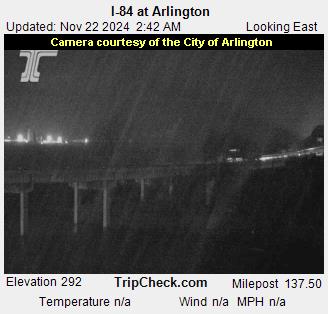 I-84 at Arlington
Updated: Nov 22 2024 2:42 AM Looking East
Camera courtesy of the City of Arlington
Elevation 292 TripCheck.com Milepost 137.50
Temperature n/a Wind n/a MPH n/a